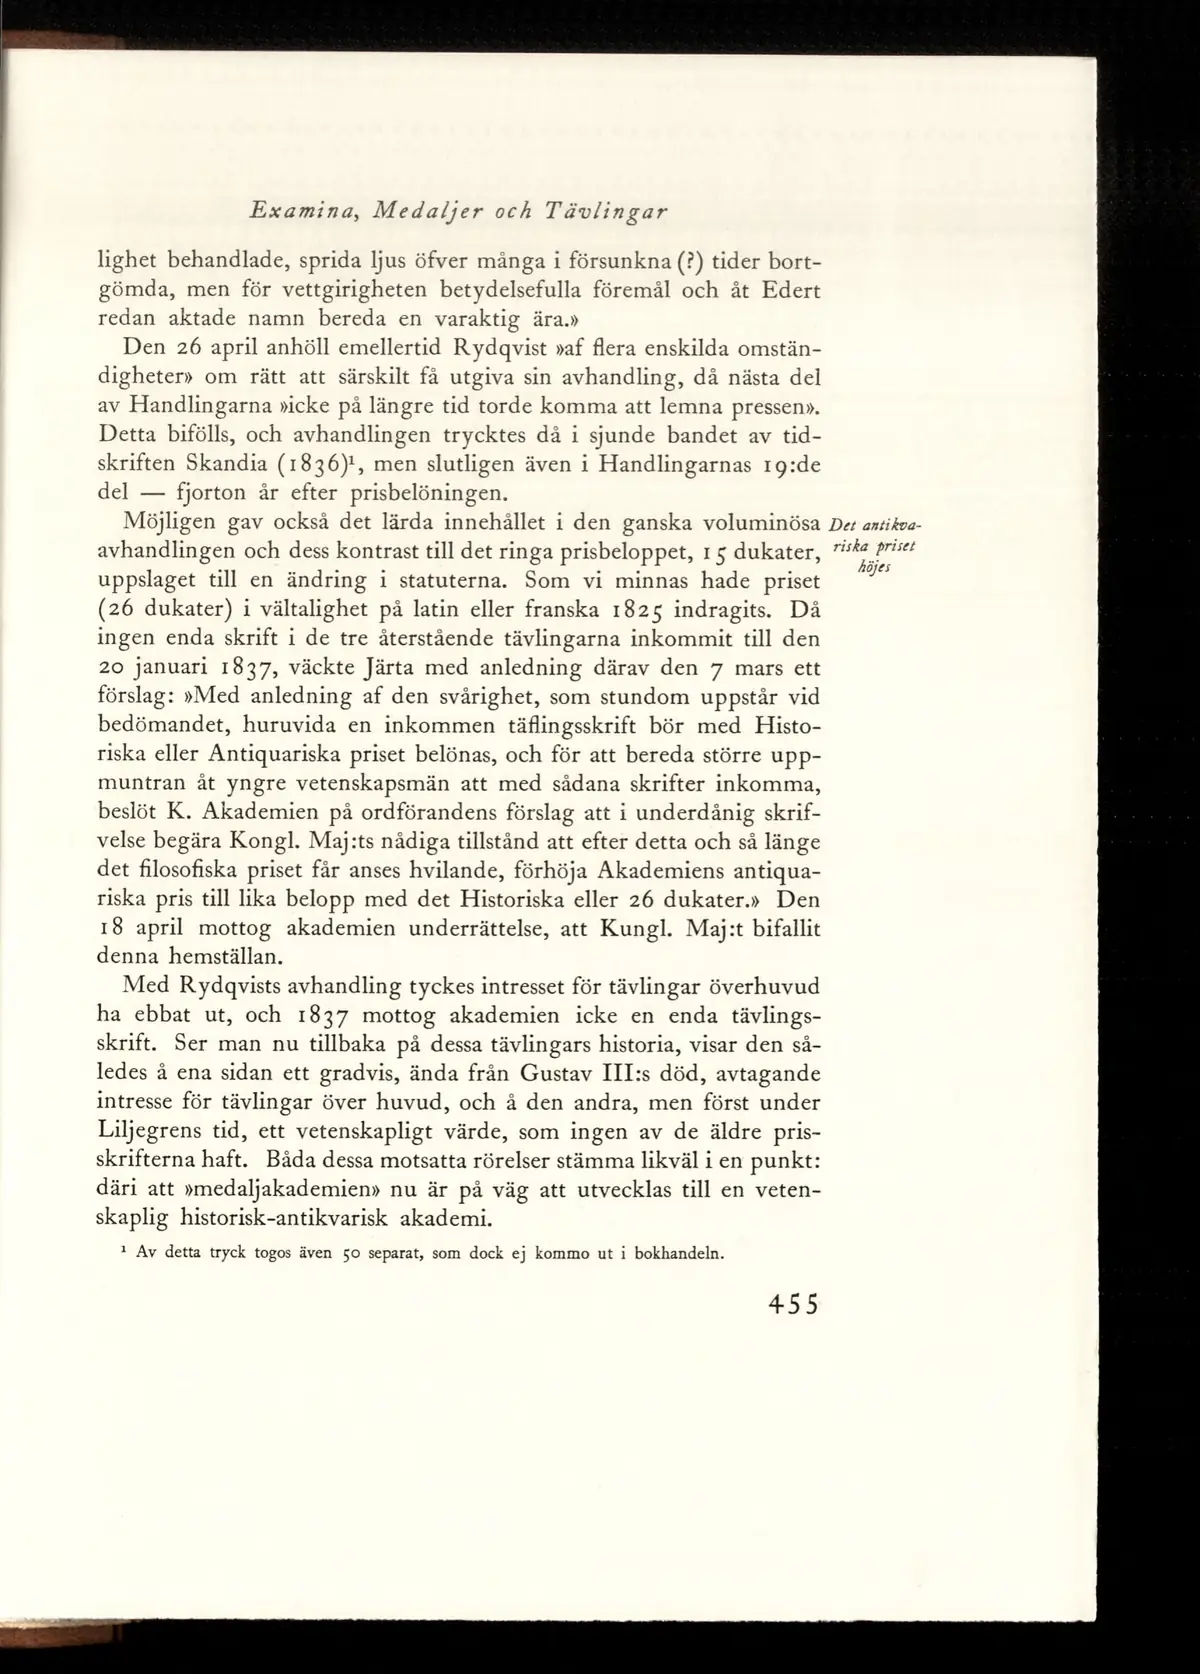 Examina, Medaljer och Tävlingar
lighet behandlade, sprida ljus öfver många i försunkna (?) tider bort-
gömda, men för vettgirigheten betydelsefulla föremål och åt Edert
redan aktade namn bereda en varaktig ära.»
Den 26 april anhöll emellertid Rydqvist »af flera enskilda omstän-
digheter» om rätt att särskilt få utgiva sin avhandling, då nästa del
av Handlingarna »icke på längre tid torde komma att lemna pressen».
Detta bifölls, och avhandlingen trycktes då i sjunde bandet av tid-
skriften Skandia (1836)¹, men slutligen även i Handlingarnas 19:de
del — fjorton år efter prisbelöningen.
Möjligen gav också det lärda innehållet i den ganska voluminösa
avhandlingen och dess kontrast till det ringa prisbeloppet, 15 dukater,
uppslaget till en ändring i statuterna. Som vi minnas hade priset
(26 dukater) i vältalighet på latin eller franska 1825 indragits. Då
ingen enda skrift i de tre återstående tävlingarna inkommit till den
20 januari 1837, väckte Järta med anledning därav den 7 mars ett
förslag: »Med anledning af den svårighet, som stundom uppstår vid
bedömandet, huruvida en inkommen täflingsskrift bör med Histo-
riska eller Antiquariska priset belönas, och för att bereda större upp-
muntran åt yngre vetenskapsmän att med sådana skrifter inkomma,
beslöt K. Akademien på ordförandens förslag att i underdånig skrif-
velse begära Kongl. Maj:ts nådiga tillstånd att efter detta och så länge
det filosofiska priset får anses hvilande, förhöja Akademiens antiqua-
riska pris till lika belopp med det Historiska eller 26 dukater.» Den
18 april mottog akademien underrättelse, att Kungl. Maj:t bifallit
denna hemställan.
Det antikva-
riska priset
höjes
Med Rydqvists avhandling tyckes intresset för tävlingar överhuvud
ha ebbat ut, och 1837 mottog akademien icke en enda tävlings-
skrift. Ser man nu tillbaka på dessa tävlingars historia, visar den så-
ledes å ena sidan ett gradvis, ända från Gustav III:s död, avtagande
intresse för tävlingar över huvud, och å den andra, men först under
Liljegrens tid, ett vetenskapligt värde, som ingen av de äldre pris-
skrifterna haft. Båda dessa motsatta rörelser stämma likväl i en punkt:
däri att »medaljakademien» nu är på väg att utvecklas till en veten-
skaplig historisk-antikvarisk akademi.
¹ Av detta tryck togos även 50 separat, som dock ej kommo ut i bokhandeln.
455